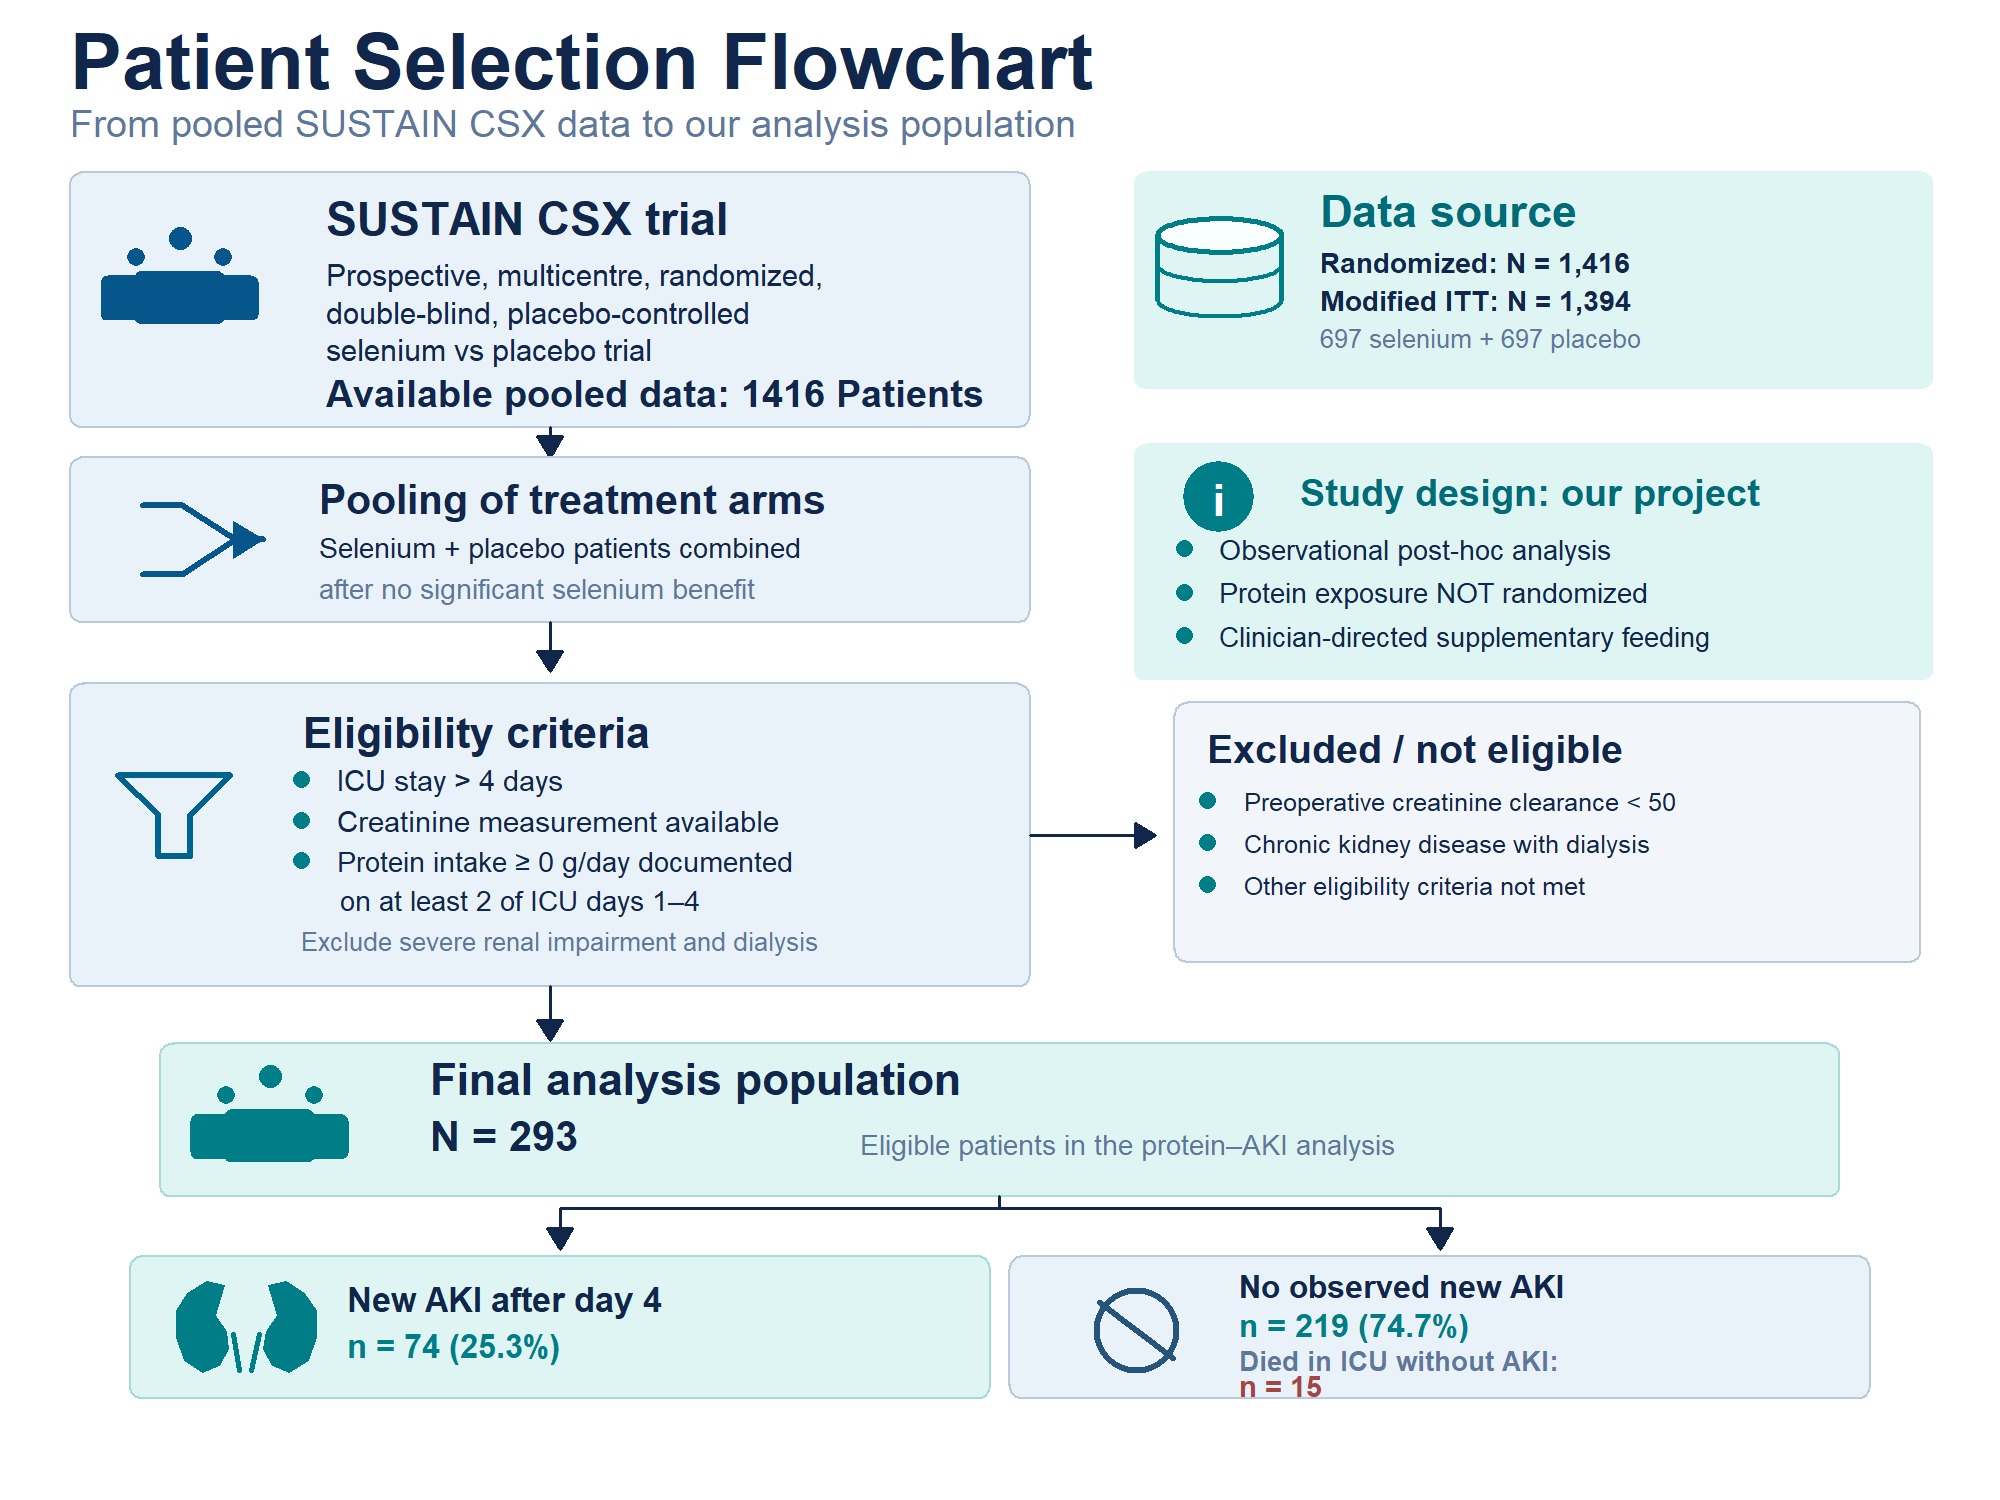 Patient Selection Flowchart
From pooled SUSTAIN CSX data to our analysis population
SUSTAIN CSX trial
Prospective, multicentre, randomized,
double-blind, placebo-controlled
selenium vs placebo trial
Available pooled data: 1416 Patients
Data source
Randomized: N = 1,416
Modified ITT: N = 1,394
697 selenium + 697 placebo
Pooling of treatment arms
Selenium + placebo patients combined
after no significant selenium benefit
i
Study design: our project
Observational post-hoc analysis
Protein exposure NOT randomized
Clinician-directed supplementary feeding
Eligibility criteria
ICU stay > 4 days
Creatinine measurement available
Protein intake ≥ 0 g/day documented
on at least 2 of ICU days 1–4
Exclude severe renal impairment and dialysis
Excluded / not eligible
Preoperative creatinine clearance < 50
Chronic kidney disease with dialysis
Other eligibility criteria not met
Final analysis population
N = 293
Eligible patients in the protein–AKI analysis
New AKI after day 4
n = 74 (25.3%)
No observed new AKI
n = 219 (74.7%)
Died in ICU without AKI:
n = 15